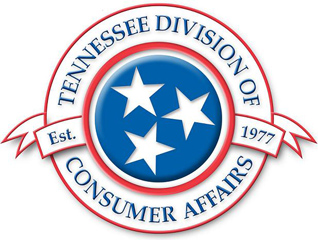 TENNESSEE DIVISION OF
Est. 1977
CONSUMER AFFAIRS